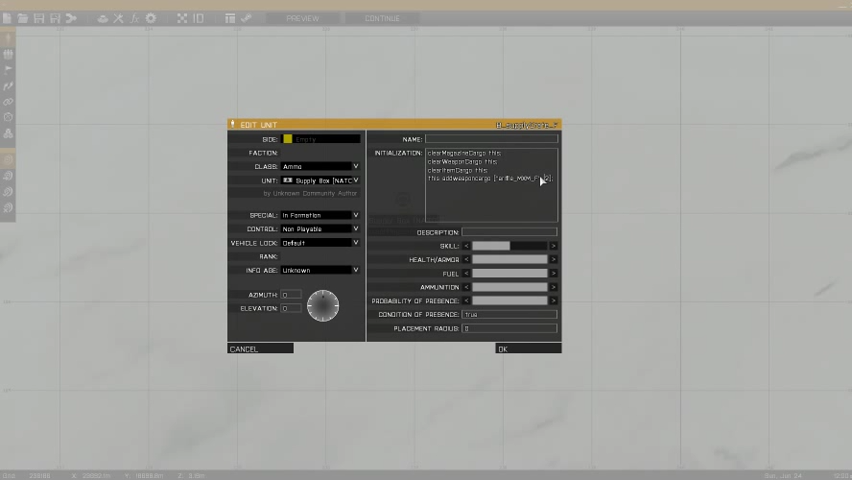 PREVIEW
CONTINUE
EDIT UNIT
SIDE: Empty
FACTION:
CLASS: Ammo
UNIT: Supply Box [NATO
by Unknown Community Author
SPECIAL: In Formation
CONTROL: Non Playable
VEHICLE LOCK: Default
RANK:
INFO AGE: Unknown
AZIMUTH: 0
ELEVATION: 0
CANCEL
NAME:
INITIALIZATION: clearMagazineCargo this;
clearWeaponCargo this;
clearItemCargo this;
this addweaponcargo
DESCRIPTION:
SKILL: < >
HEALTH/ARMOR < >
FUEL < >
AMMUNITION < >
PROBABILITY OF PRESENCE: < >
CONDITION OF PRESENCE: true
PLACEMENT RADIUS: 0
OK